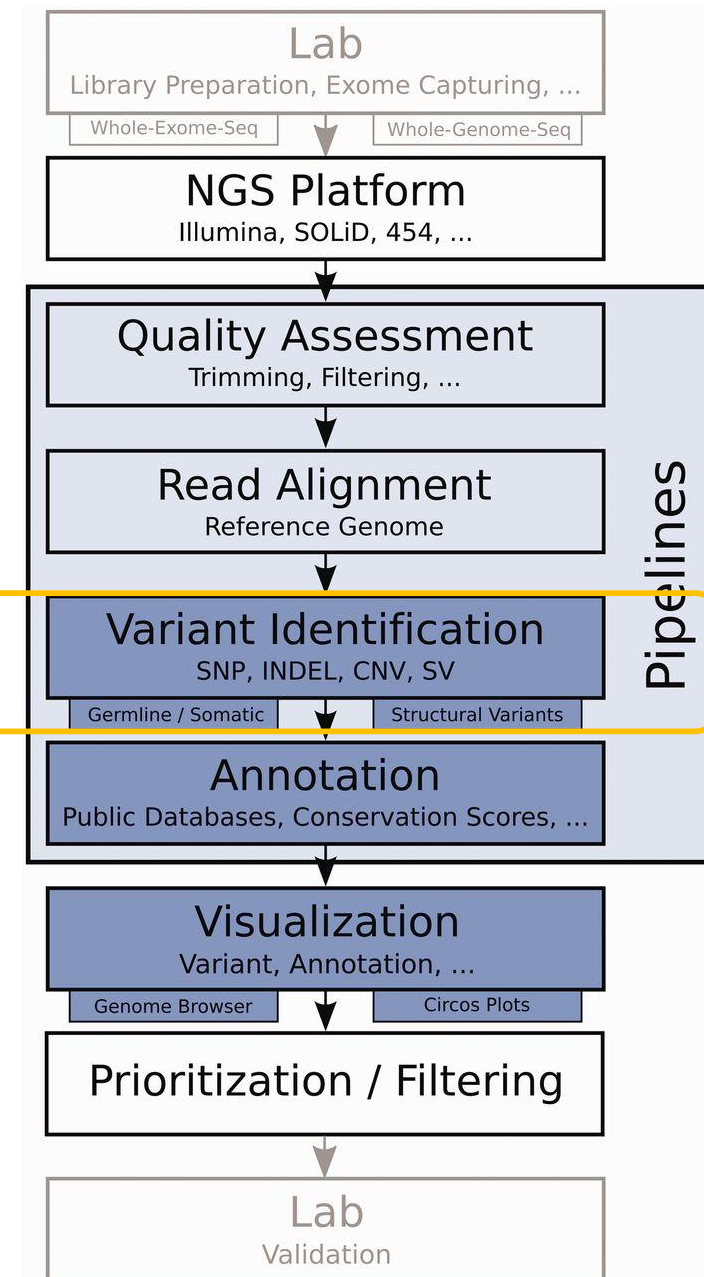 Lab
Library Preparation, Exome Capturing, ...
Whole-Exome-Seq
Whole-Genome-Seq
NGS Platform
Illumina, SOLiD, 454, ...
Quality Assessment
Trimming, Filtering, ...
Read Alignment
Reference Genome
Pipelines
Variant Identification
SNP, INDEL, CNV, SV
Germline / Somatic
Structural Variants
Annotation
Public Databases, Conservation Scores, ...
Visualization
Variant, Annotation, ...
Genome Browser
Circos Plots
Prioritization / Filtering
Lab
Validation